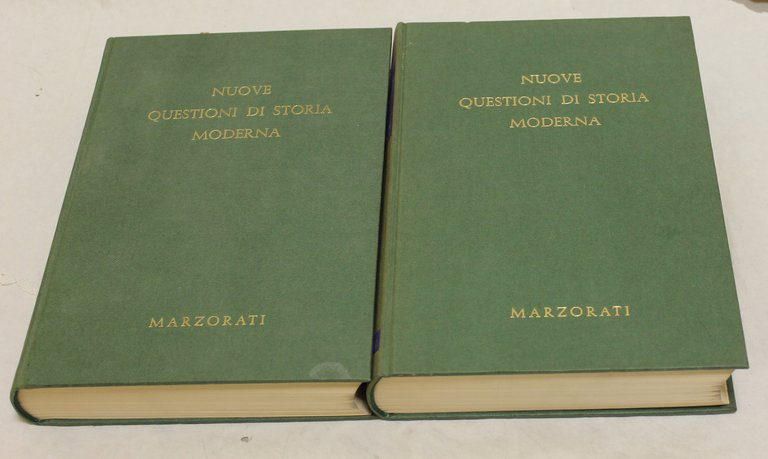 NUOVE
QUESTIONI DI STORIA
MODERNA
MARZORATI
NUOVE
QUESTIONI DI STORIA
MODERNA
MARZORATI